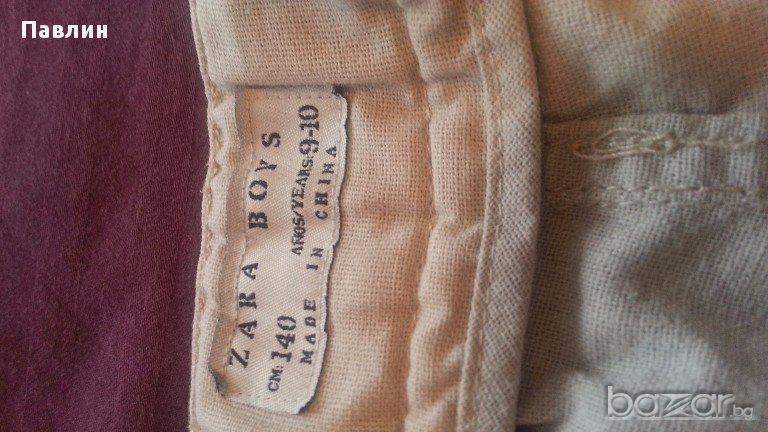 Павлин
ZARA BOYS
CM: 140 AÑOS/YEARS: 9-10
MADE IN CHINA
bazar.bg